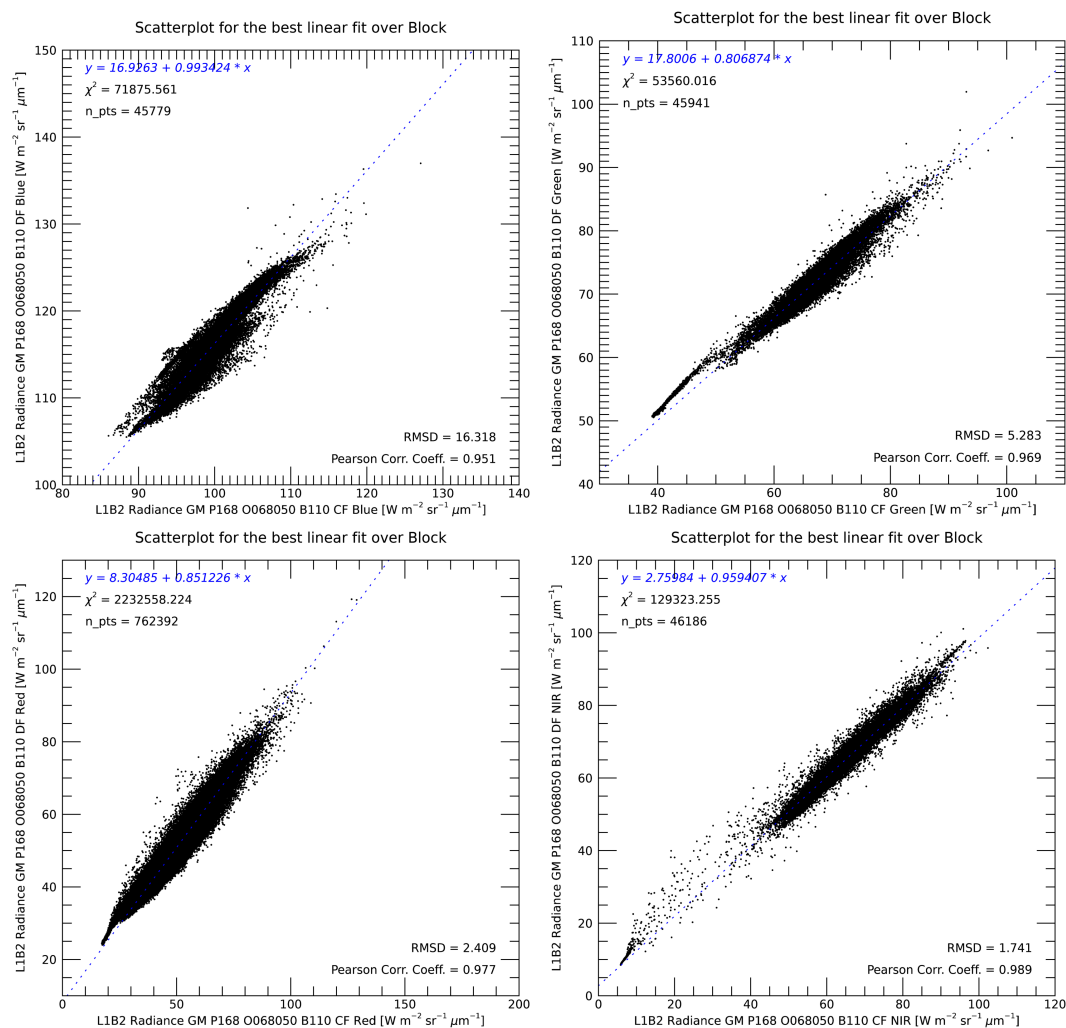 Scatterplot for the best linear fit over Block
y = 16.9263 + 0.993424 * x
χ² = 71875.561
n_pts = 45779
L1B2 Radiance GM P168 O068050 B110 DF Blue [W m⁻² sr⁻¹ μm⁻¹]
150
140
130
120
110
100
RMSD = 16.318
Pearson Corr. Coeff. = 0.951
80 90 100 110 120 130 140
L1B2 Radiance GM P168 O068050 B110 CF Blue [W m⁻² sr⁻¹ μm⁻¹]
Scatterplot for the best linear fit over Block
y = 17.8006 + 0.806874 * x
χ² = 53560.016
n_pts = 45941
L1B2 Radiance GM P168 O068050 B110 DF Green [W m⁻² sr⁻¹ μm⁻¹]
110
100
90
80
70
60
50
40
RMSD = 5.283
Pearson Corr. Coeff. = 0.969
40 60 80 100
L1B2 Radiance GM P168 O068050 B110 CF Green [W m⁻² sr⁻¹ μm⁻¹]
Scatterplot for the best linear fit over Block
y = 8.30485 + 0.851226 * x
χ² = 2232558.224
n_pts = 762392
L1B2 Radiance GM P168 O068050 B110 DF Red [W m⁻² sr⁻¹ μm⁻¹]
120
100
80
60
40
20
RMSD = 2.409
Pearson Corr. Coeff. = 0.977
0 50 100 150 200
L1B2 Radiance GM P168 O068050 B110 CF Red [W m⁻² sr⁻¹ μm⁻¹]
Scatterplot for the best linear fit over Block
y = 2.75984 + 0.959407 * x
χ² = 129323.255
n_pts = 46186
L1B2 Radiance GM P168 O068050 B110 DF NIR [W m⁻² sr⁻¹ μm⁻¹]
120
100
80
60
40
20
0
RMSD = 1.741
Pearson Corr. Coeff. = 0.989
0 20 40 60 80 100 120
L1B2 Radiance GM P168 O068050 B110 CF NIR [W m⁻² sr⁻¹ μm⁻¹]